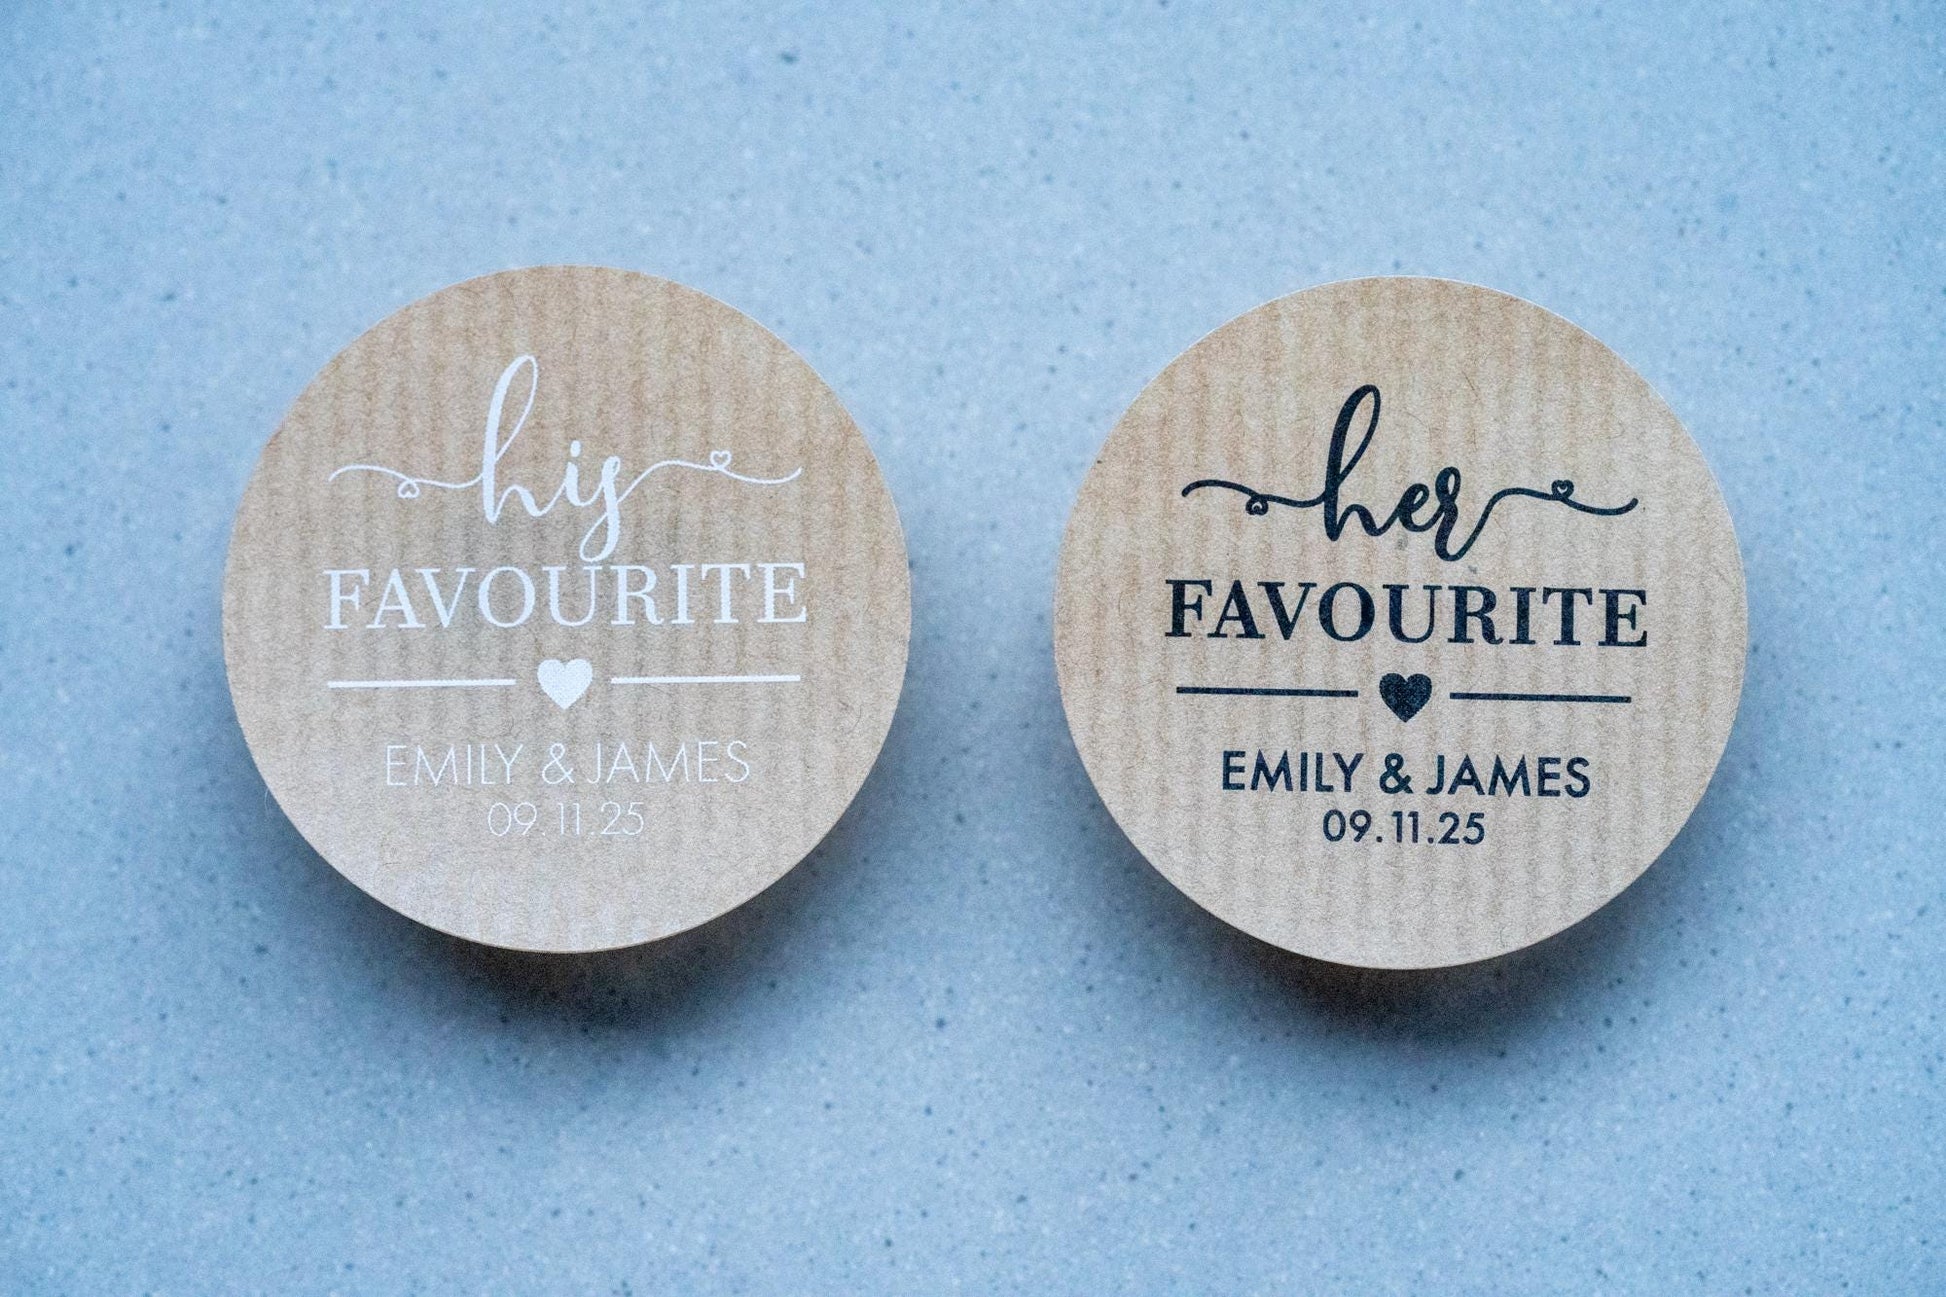 his
FAVOURITE
EMILY & JAMES
09.11.25
her
FAVOURITE
EMILY & JAMES
09.11.25